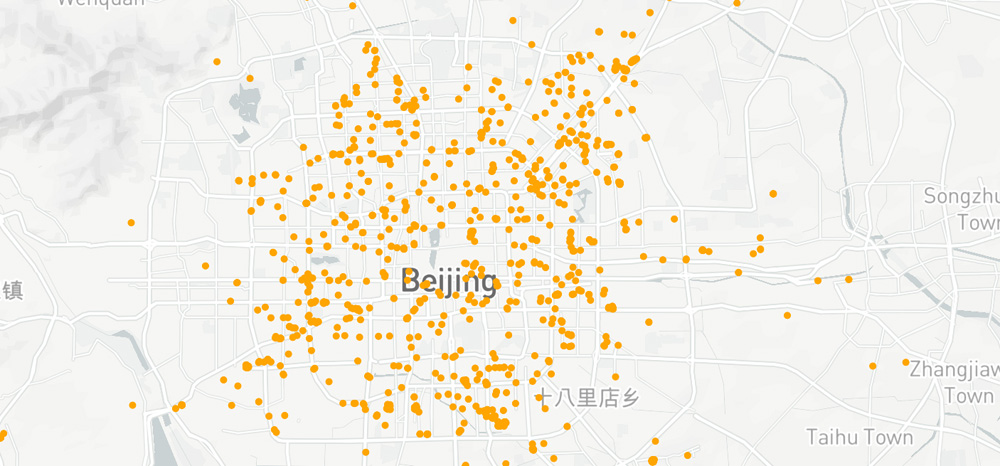 Wenquan
Songzhu
Town
Beijing
镇
Zhangjiaw
Town
十八里店乡
Taihu Town